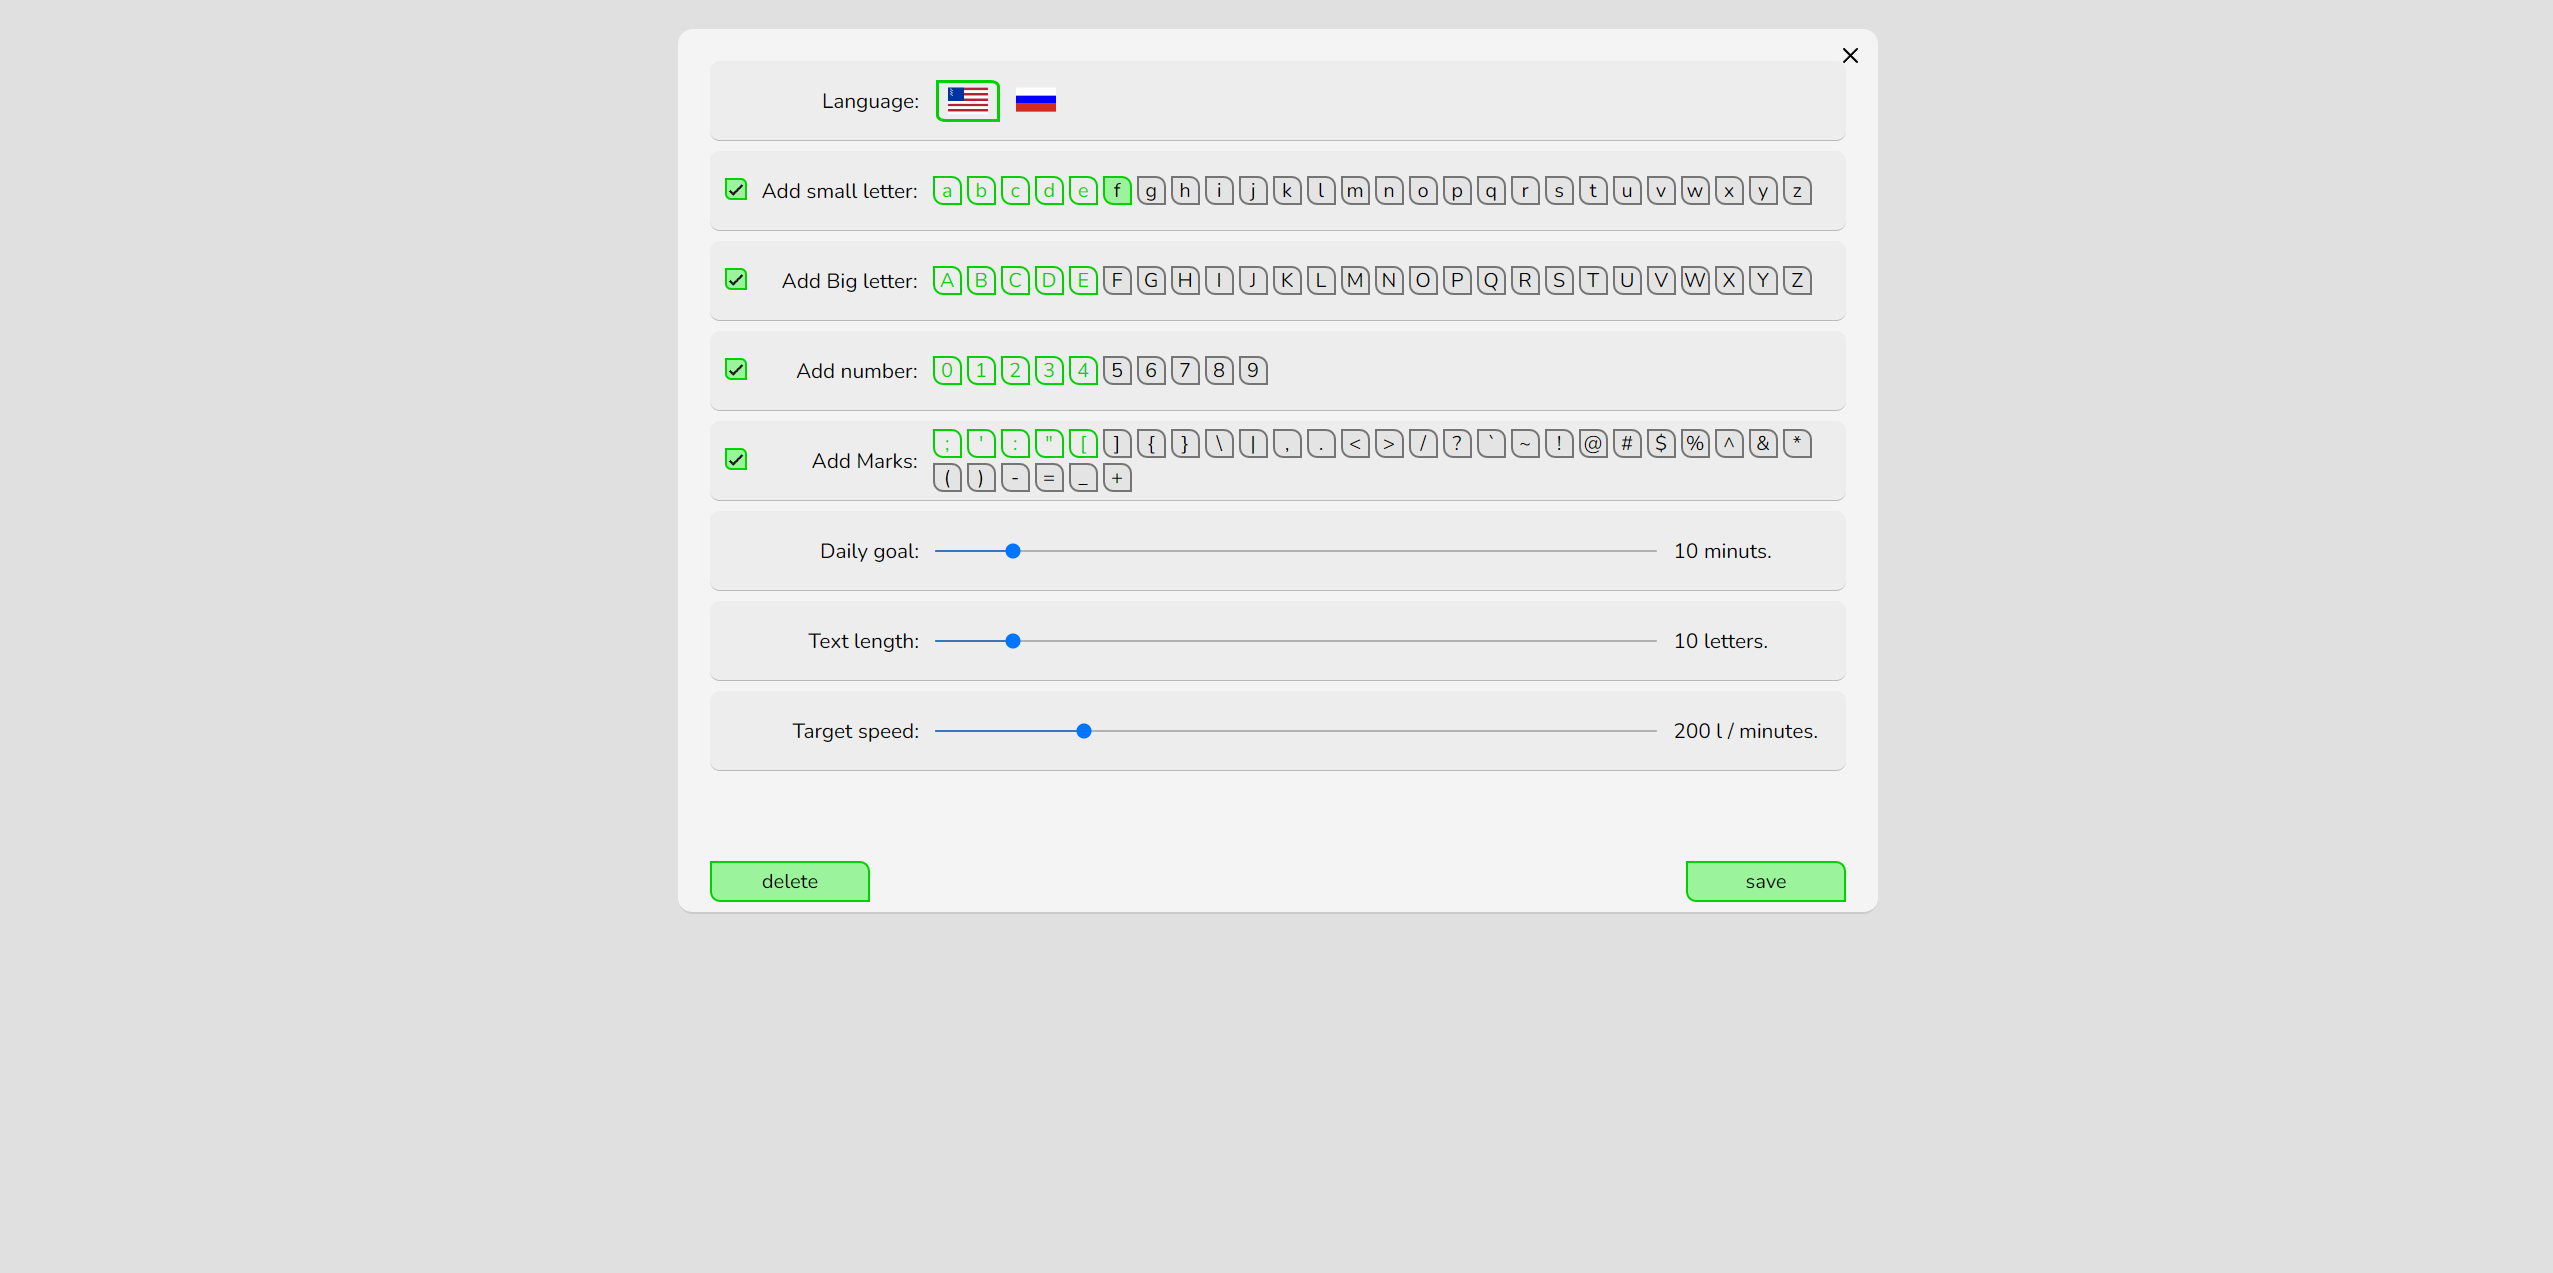 Language:
Add small letter: a b c d e f g h i j k l m n o p q r s t u v w x y z
Add Big letter: A B C D E F G H I J K L M N O P Q R S T U V W X Y Z
Add number: 0 1 2 3 4 5 6 7 8 9
Add Marks: ; ' : " [ ] { } \ | , . < > / ? ` ~ ! @ # $ % ^ & *
( ) - = _ +
Daily goal: 10 minuts.
Text length: 10 letters.
Target speed: 200 l / minutes.
delete save